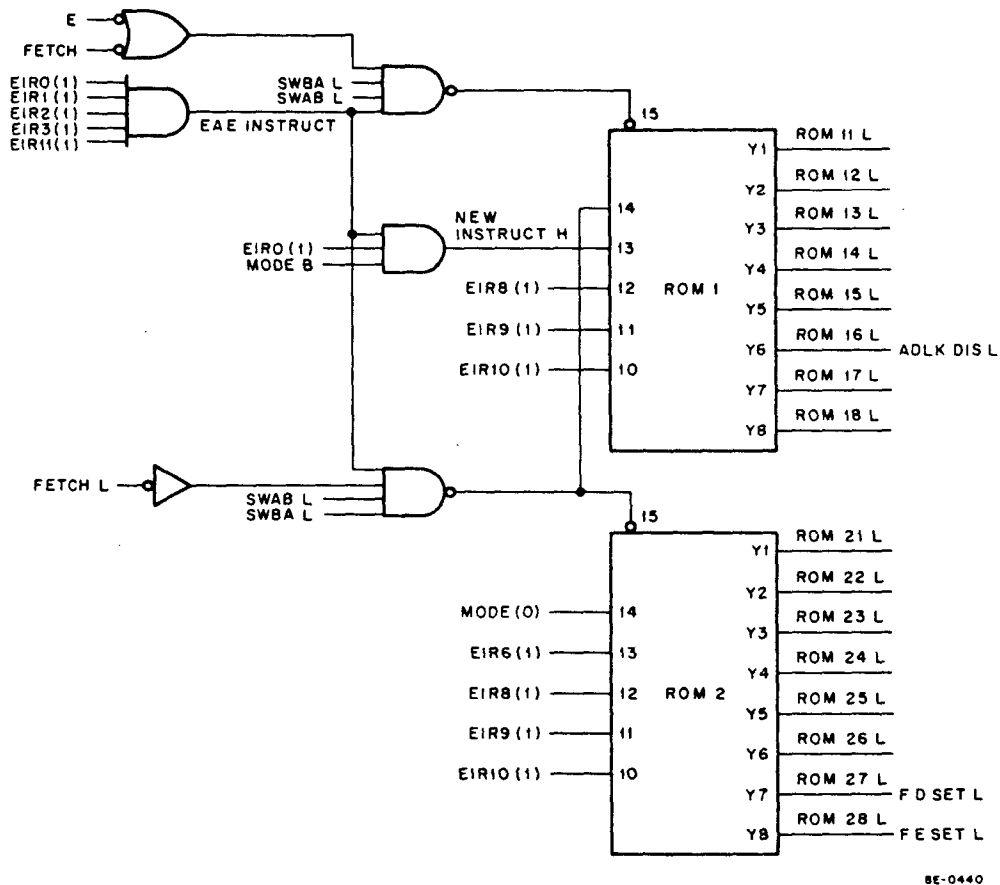 E
FETCH
EIR0(1)
EIR1(1)
EIR2(1)
EIR3(1)
EIR11(1)
EAE INSTRUCT
SWBA L
SWAB L
15
ROM 1
14
NEW
INSTRUCT H
13
EIR0(1)
MODE B
EIR8(1)
12
EIR9(1)
11
EIR10(1)
10
Y1
ROM 11 L
Y2
ROM 12 L
Y3
ROM 13 L
Y4
ROM 14 L
Y5
ROM 15 L
Y6
ROM 16 L
ADLK DIS L
Y7
ROM 17 L
Y8
ROM 18 L
FETCH L
SWAB L
SWBA L
15
ROM 2
MODE(0)
14
EIR6(1)
13
EIR8(1)
12
EIR9(1)
11
EIR10(1)
10
Y1
ROM 21 L
Y2
ROM 22 L
Y3
ROM 23 L
Y4
ROM 24 L
Y5
ROM 25 L
Y6
ROM 26 L
Y7
ROM 27 L
F D SET L
Y8
ROM 28 L
F E SET L
8E-0440